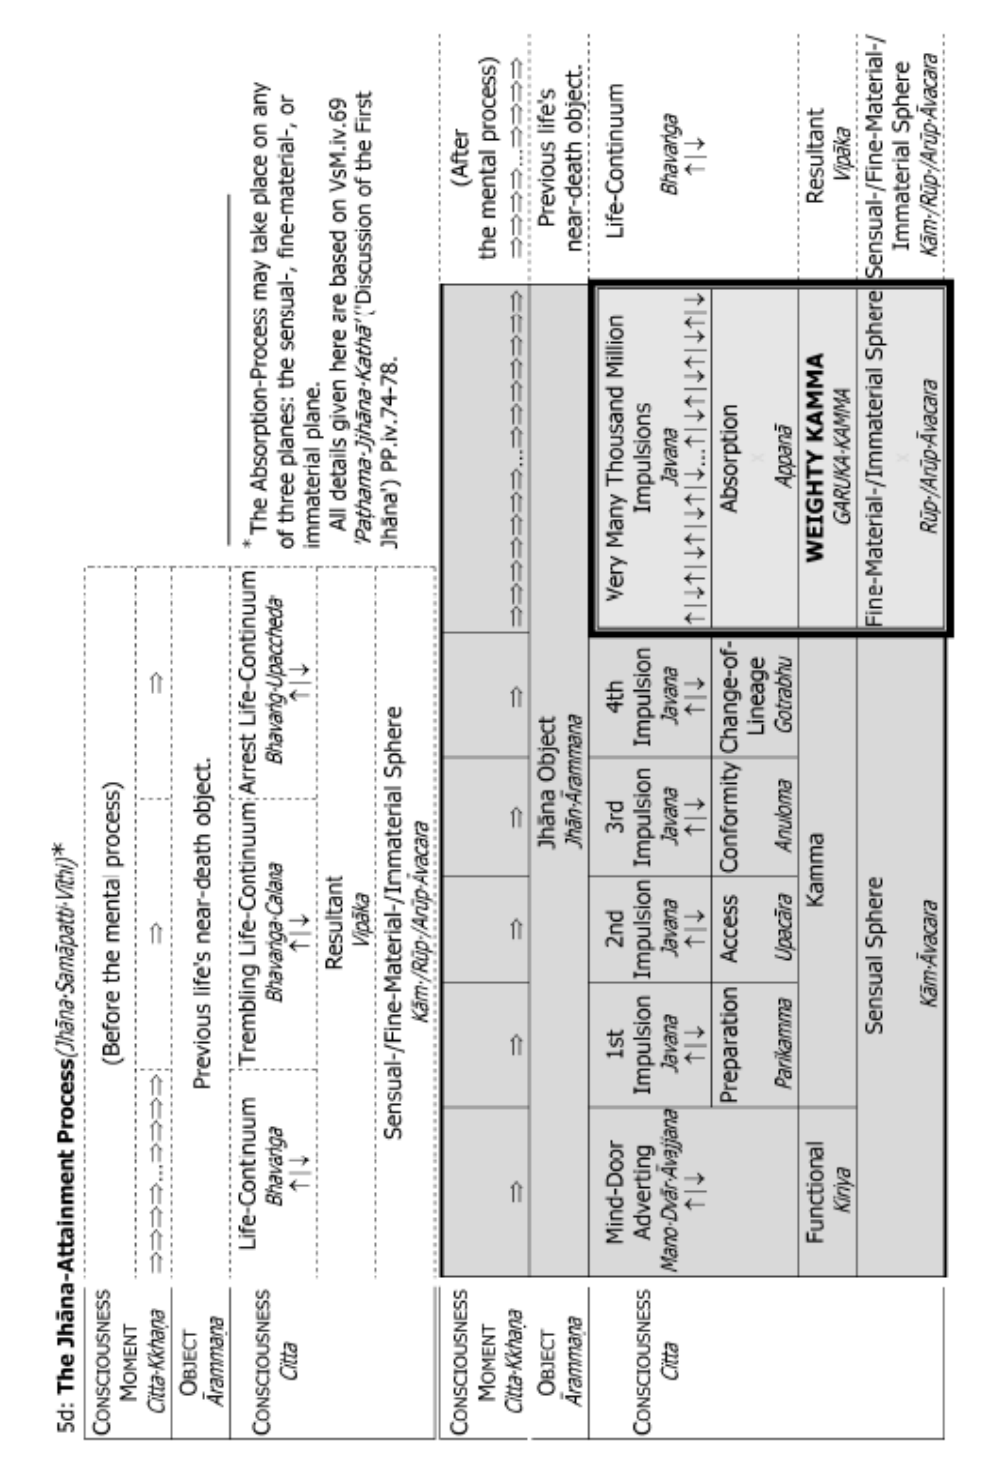 5d: The Jhāna-Attainment Process (Jhāna·Samāpatti·Vīthi)*
CONSCIOUSNESS
MOMENT
Citta·Kkhaṇa
(Before the mental process)
⇒⇒⇒⇒...⇒⇒⇒⇒ ⇒ ⇒
OBJECT
Ārammaṇa
Previous life's near-death object.
CONSCIOUSNESS
Citta
Life-Continuum
Bhavaṅga
↑|↓
Trembling Life-Continuum
Bhavaṅga·Calana
↑|↓
Arrest Life-Continuum
Bhavaṅg·Upaccheda
↑|↓
Resultant
Vipāka
Sensual-/Fine-Material-/Immaterial Sphere
Kām-/Rūp-/Arūp·Āvacara
* The Absorption-Process may take place on any
of three planes: the sensual-, fine-material-, or
immaterial plane.
All details given here are based on VsM.iv.69
'Paṭhama·Jjhāna·Kathā' ('Discussion of the First
Jhāna') PP.iv.74-78.
CONSCIOUSNESS
MOMENT
Citta·Kkhaṇa
⇒ ⇒ ⇒ ⇒ ⇒ ⇒⇒⇒⇒⇒⇒⇒...⇒⇒⇒⇒⇒⇒⇒⇒
(After
the mental process)
⇒⇒⇒⇒⇒...⇒⇒⇒⇒⇒
OBJECT
Ārammaṇa
Jhāna Object
Jhān·Ārammana
Previous life's
near-death object.
CONSCIOUSNESS
Citta
Mind-Door
Adverting
Mano·Dvār·Āvajjana
↑|↓
1st
Impulsion
Javana
↑|↓
2nd
Impulsion
Javana
↑|↓
3rd
Impulsion
Javana
↑|↓
4th
Impulsion
Javana
↑|↓
Very Many Thousand Million
Impulsions
Javana
↑|↓↑|↓↑|↓↑|↓...↑|↓↑|↓↑|↓↑|↓
Life-Continuum
Bhavaṅga
↑|↓
Preparation
Parikamma
Access
Upacāra
Conformity
Anuloma
Change-of-
Lineage
Gotrabhu
Absorption
Appanā
Functional
Kiriya
Kamma
WEIGHTY KAMMA
GARUKA·KAMMA
Resultant
Vipāka
Sensual Sphere
Kām·Āvacara
Fine-Material-/Immaterial Sphere
Rūp-/Arūp·Āvacara
Sensual-/Fine-Material-/
Immaterial Sphere
Kām-/Rūp-/Arūp·Āvacara